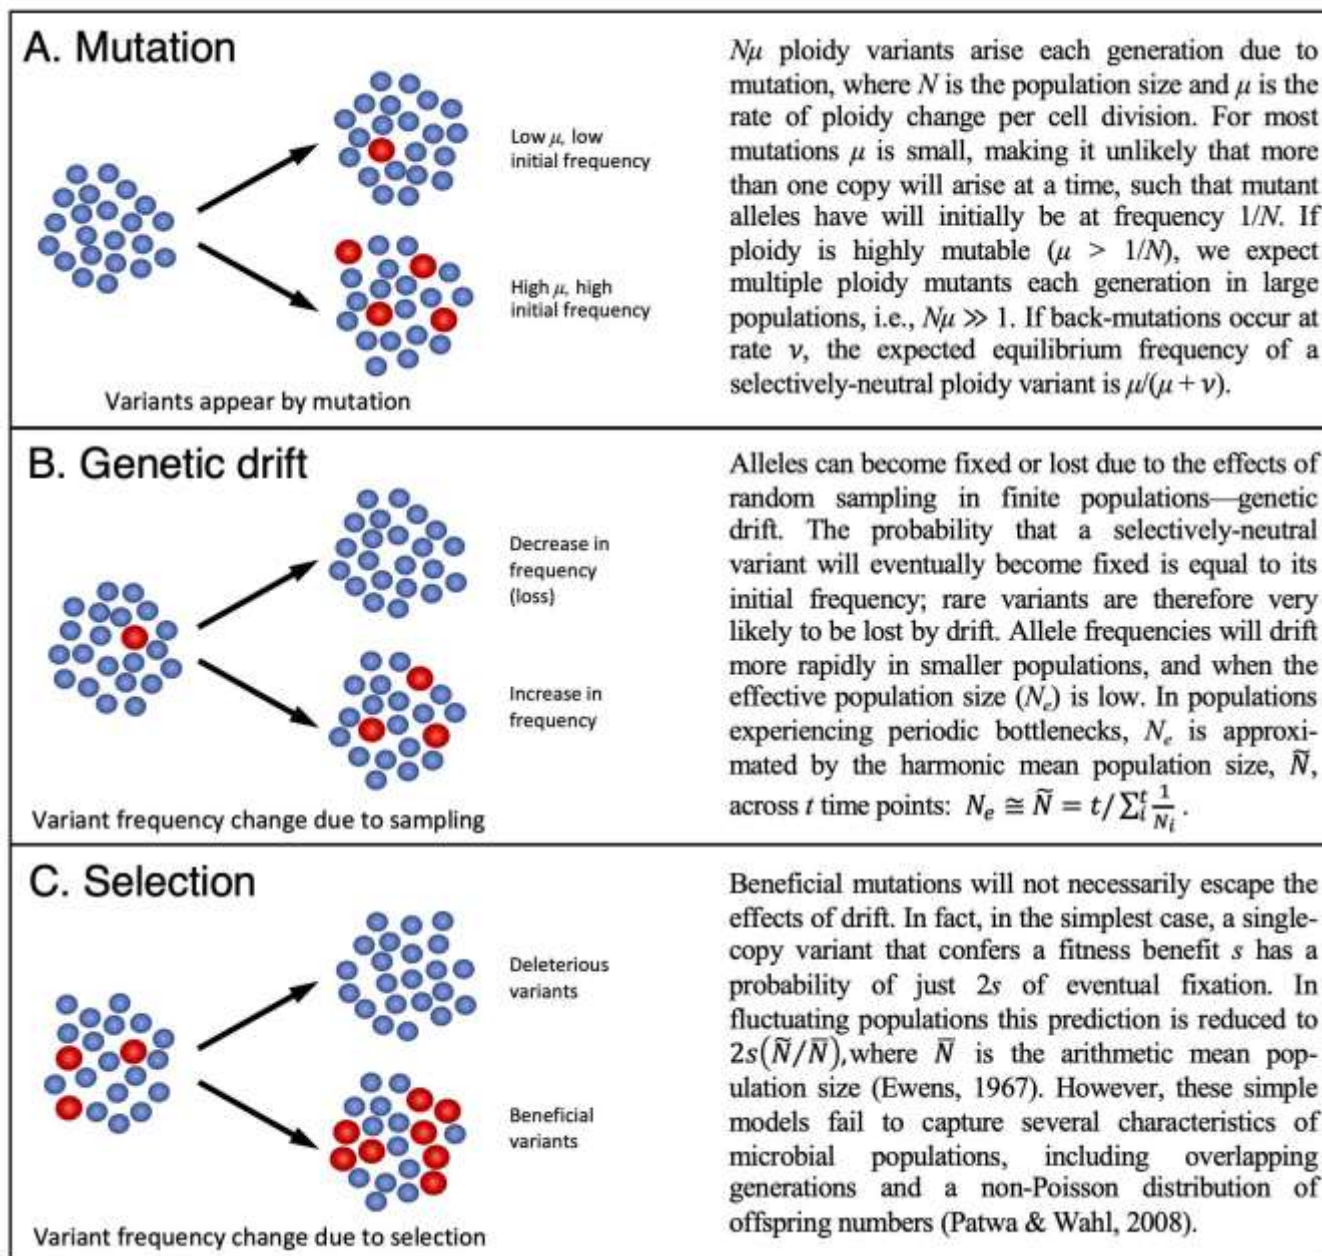 A. Mutation
Low μ, low
initial frequency
High μ, high
initial frequency
Variants appear by mutation
Nμ ploidy variants arise each generation due to
mutation, where N is the population size and μ is the
rate of ploidy change per cell division. For most
mutations μ is small, making it unlikely that more
than one copy will arise at a time, such that mutant
alleles have will initially be at frequency 1/N. If
ploidy is highly mutable (μ > 1/N), we expect
multiple ploidy mutants each generation in large
populations, i.e., Nμ ≫ 1. If back-mutations occur at
rate ν, the expected equilibrium frequency of a
selectively-neutral ploidy variant is μ/(μ + ν).
B. Genetic drift
Decrease in
frequency
(loss)
Increase in
frequency
Variant frequency change due to sampling
Alleles can become fixed or lost due to the effects of
random sampling in finite populations—genetic
drift. The probability that a selectively-neutral
variant will eventually become fixed is equal to its
initial frequency; rare variants are therefore very
likely to be lost by drift. Allele frequencies will drift
more rapidly in smaller populations, and when the
effective population size (Nₑ) is low. In populations
experiencing periodic bottlenecks, Nₑ is approxi-
mated by the harmonic mean population size, Ñ,
across t time points: Nₑ ≅ Ñ = t/∑ᵢᵗ 1/Nᵢ .
C. Selection
Deleterious
variants
Beneficial
variants
Variant frequency change due to selection
Beneficial mutations will not necessarily escape the
effects of drift. In fact, in the simplest case, a single-
copy variant that confers a fitness benefit s has a
probability of just 2s of eventual fixation. In
fluctuating populations this prediction is reduced to
2s(Ñ/N̄),where N̄ is the arithmetic mean pop-
ulation size (Ewens, 1967). However, these simple
models fail to capture several characteristics of
microbial populations, including overlapping
generations and a non-Poisson distribution of
offspring numbers (Patwa & Wahl, 2008).